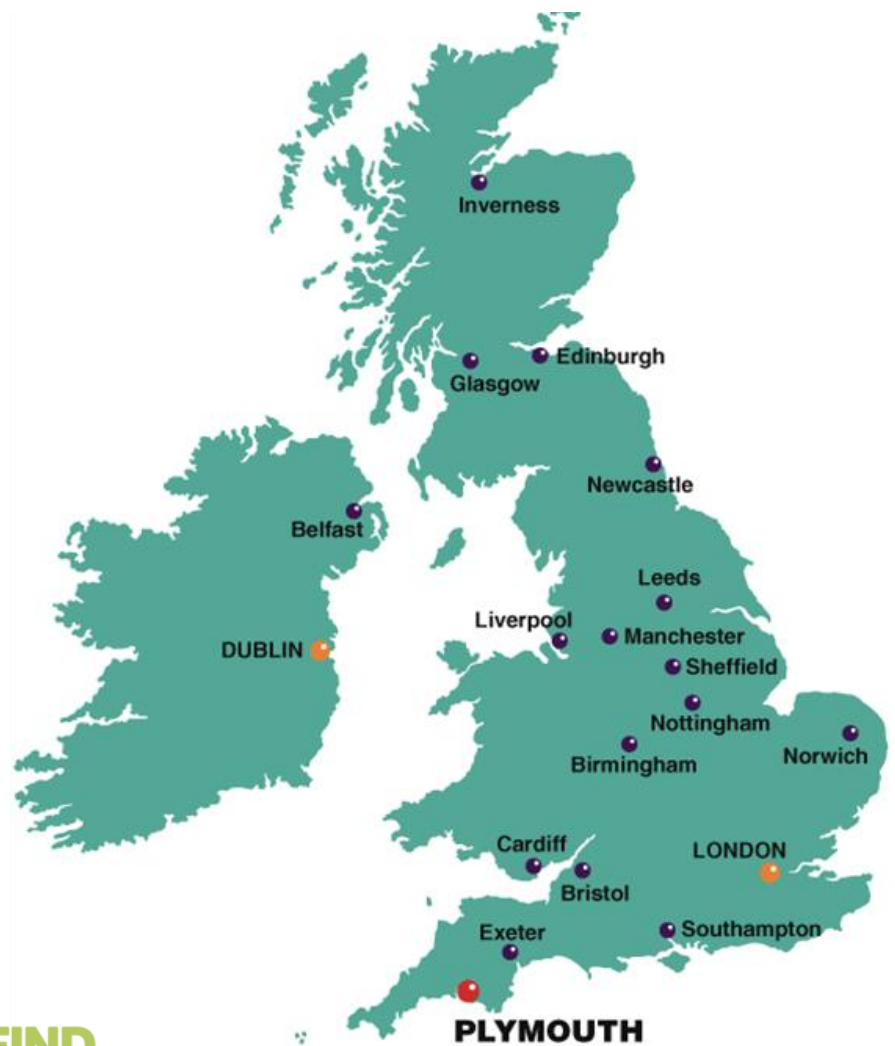 Inverness
Edinburgh
Glasgow
Newcastle
Belfast
Leeds
Liverpool
Manchester
DUBLIN
Sheffield
Nottingham
Norwich
Birmingham
Cardiff
LONDON
Bristol
Southampton
Exeter
PLYMOUTH
FIND